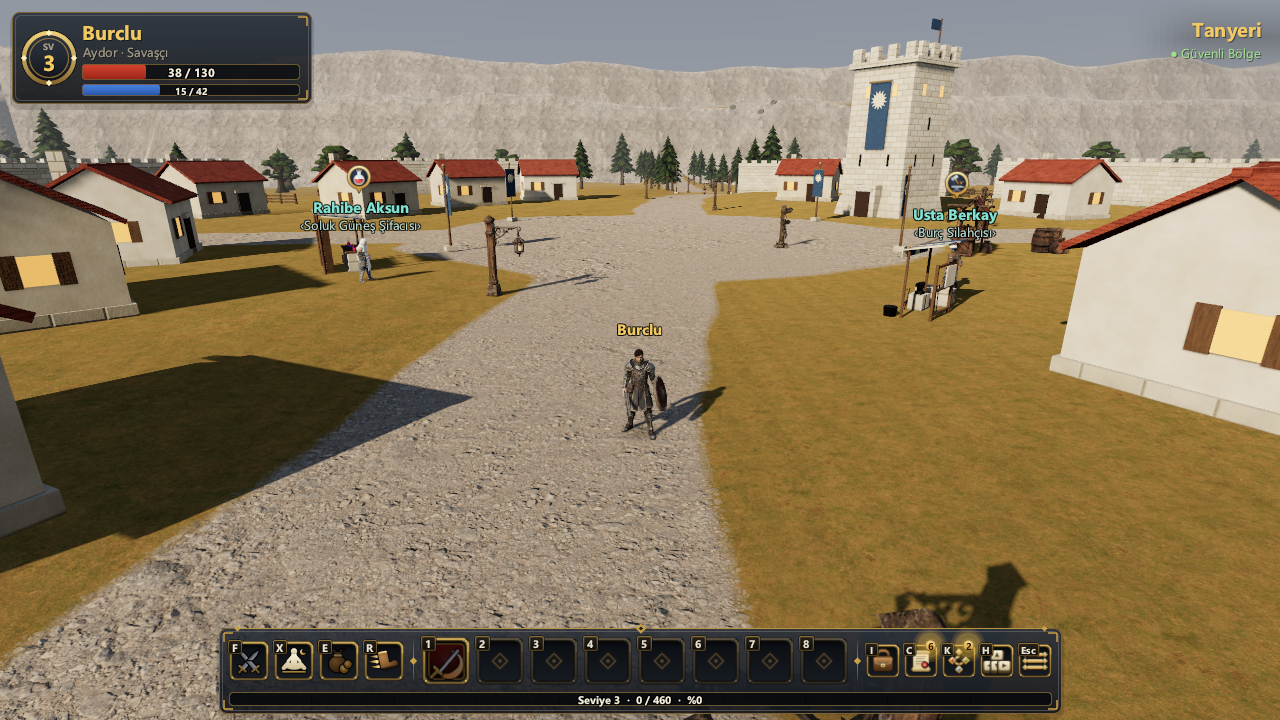 SV
3
Burclu
Aydor · Savaşçı
38 / 130
15 / 42
Tanyeri
Güvenli Bölge
Rahibe Aksun
‹Soluk Güneş Şifacısı›
Usta Berkay
‹Burç Silahçısı›
Burclu
F
X
E
R
1
2
3
4
5
6
7
8
I
C
6
K
2
H
Esc
Seviye 3 · 0 / 460 · %0